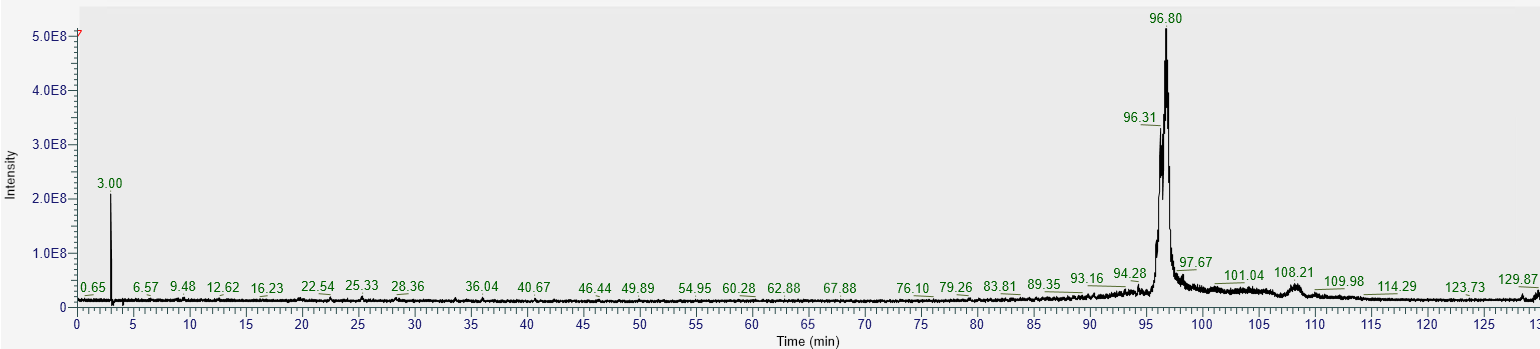 96.80
5.0E8
4.0E8
96.31
3.0E8
Intensity
3.00
2.0E8
1.0E8
97.67
0.65 6.57 9.48 12.62 16.23 22.54 25.33 28.36 36.04 40.67 46.44 49.89 54.95 60.28 62.88 67.88 76.10 79.26 83.81 89.35 93.16 94.28 101.04 108.21 109.98 114.29 123.73 129.87
0
0 5 10 15 20 25 30 35 40 45 50 55 60 65 70 75 80 85 90 95 100 105 110 115 120 125
Time (min)